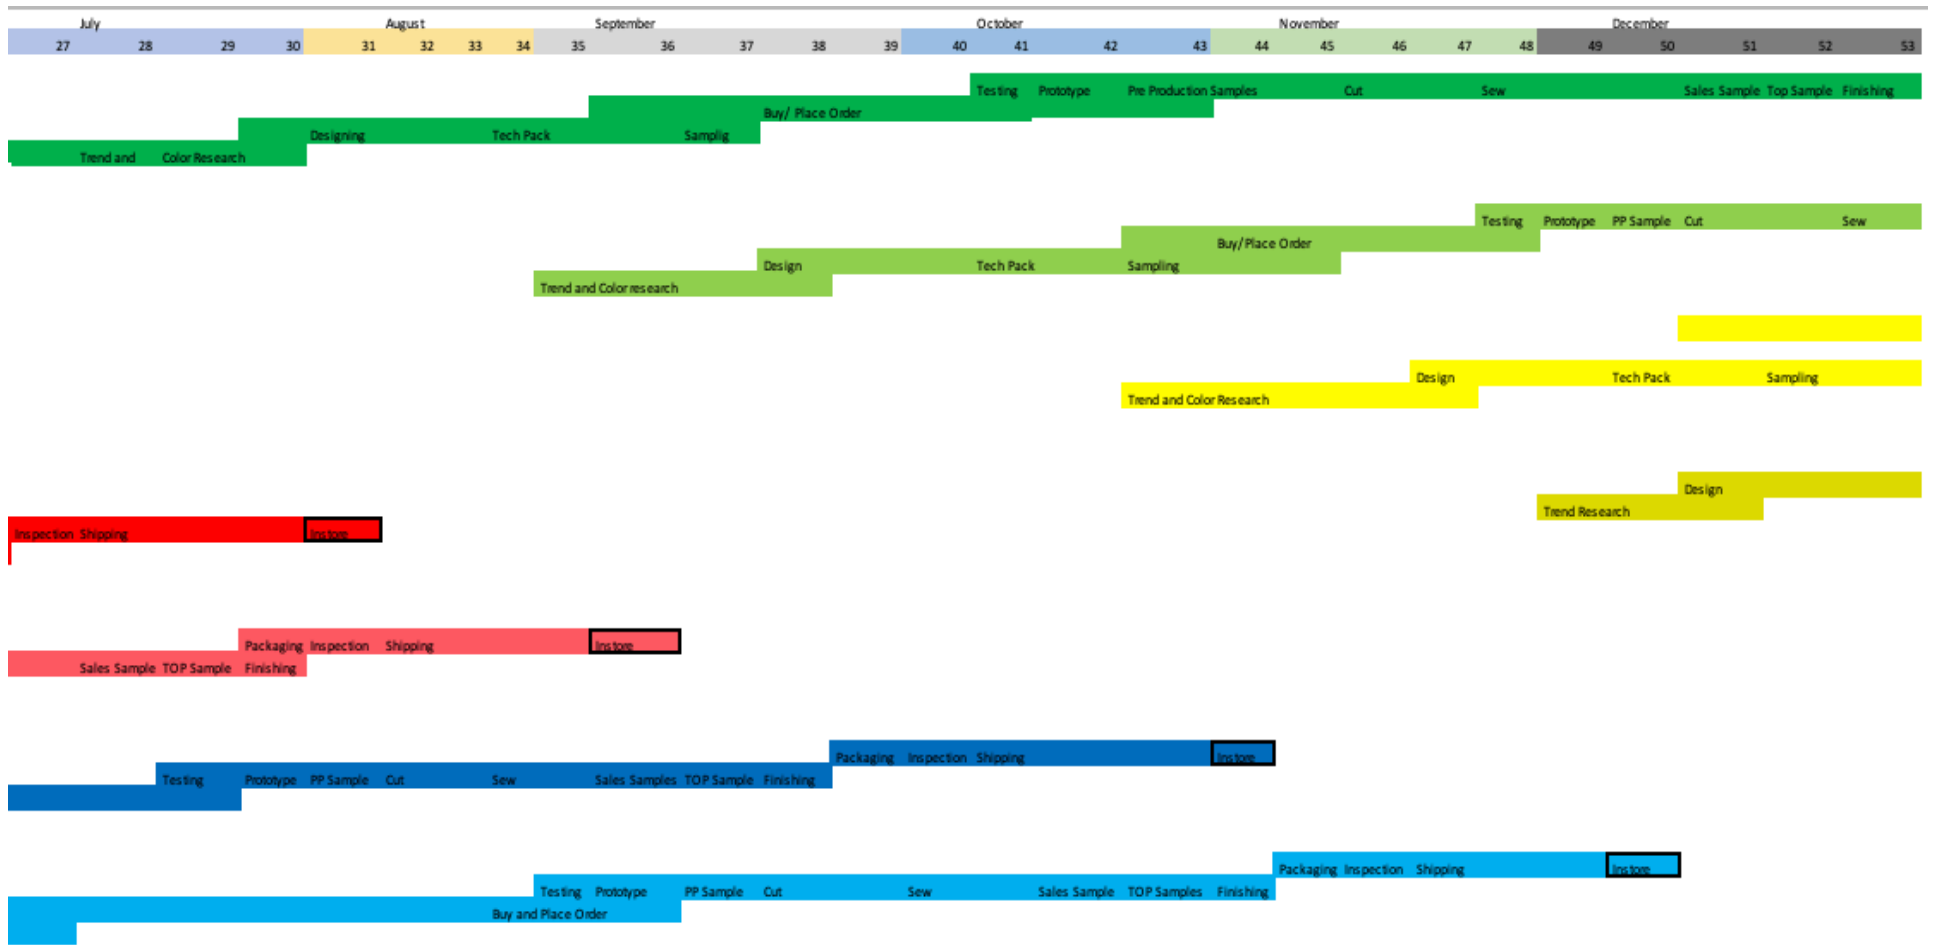 July August September October November December
27 28 29 30 31 32 33 34 35 36 37 38 39 40 41 42 43 44 45 46 47 48 49 50 51 52 53
Testing Prototype Pre Production Samples Cut Sew Sales Sample Top Sample Finishing
Buy/ Place Order
Designing Tech Pack Samplig
Trend and Color Research
Testing Prototype PP Sample Cut Sew
Buy/Place Order
Design Tech Pack Sampling
Trend and Color research
Design Tech Pack Sampling
Trend and Color Research
Design
Trend Research
Inspection Shipping Instore
Packaging Inspection Shipping Instore
Sales Sample TOP Sample Finishing
Packaging Inspection Shipping Instore
Testing Prototype PP Sample Cut Sew Sales Samples TOP Sample Finishing
Packaging Inspection Shipping Instore
Testing Prototype PP Sample Cut Sew Sales Sample TOP Samples Finishing
Buy and Place Order